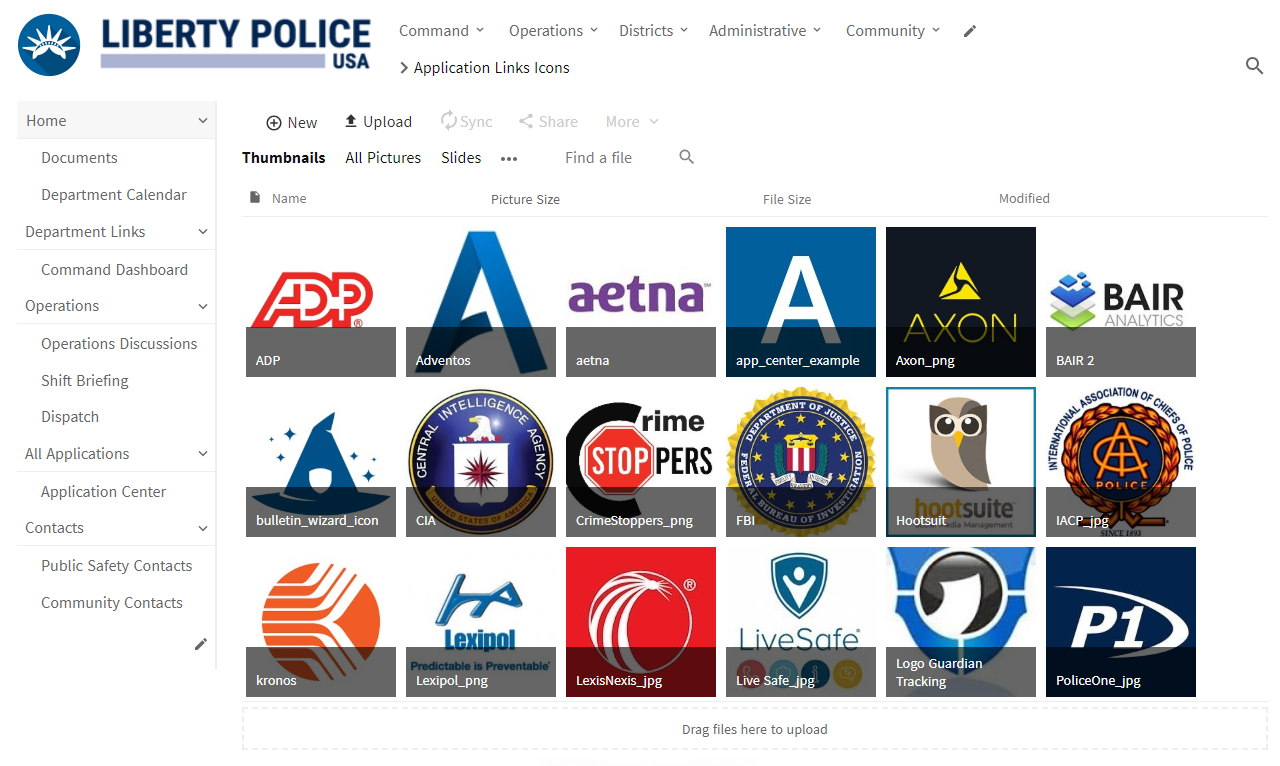 LIBERTY POLICE
USA
Command
Operations
Districts
Administrative
Community
Application Links Icons
Home
Documents
Department Calendar
Department Links
Command Dashboard
Operations
Operations Discussions
Shift Briefing
Dispatch
All Applications
Application Center
Contacts
Public Safety Contacts
Community Contacts
New
Upload
Sync
Share
More
Thumbnails
All Pictures
Slides
Find a file
Name
Picture Size
File Size
Modified
ADP®
ADP
A
Adventos
aetna℠
aetna
A
app_center_example
AXON
Axon_png
BAIR
ANALYTICS
BAIR 2
bulletin_wizard_icon
CENTRAL INTELLIGENCE AGENCY
UNITED STATES OF AMERICA
CIA
Crime
STOPPERS
CrimeStoppers_png
DEPARTMENT OF JUSTICE
FEDERAL BUREAU OF INVESTIGATION
FBI
hootsuite
Media Management
Hootsuit
INTERNATIONAL ASSOCIATION OF CHIEFS OF POLICE
POLICE
SINCE 1893
IACP_jpg
kronos
Lexipol
Predictable is Preventable
Lexipol_png
®
LexisNexis_jpg
LiveSafe®
Live Safe_jpg
Logo Guardian
Tracking
P1
PoliceOne_jpg
Drag files here to upload